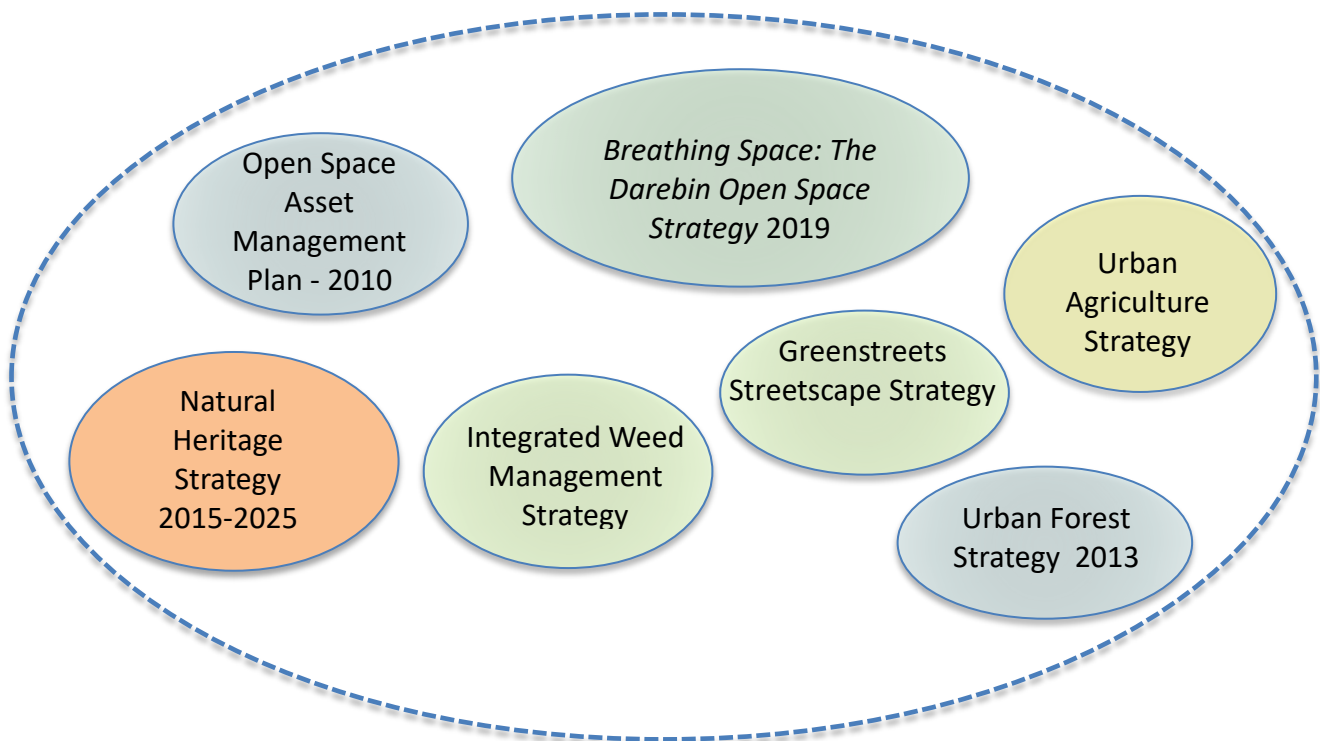 Open Space
Asset
Management
Plan - 2010
Breathing Space: The
Darebin Open Space
Strategy 2019
Urban
Agriculture
Strategy
Greenstreets
Streetscape Strategy
Natural
Heritage
Strategy
2015-2025
Integrated Weed
Management
Strategy
Urban Forest
Strategy  2013